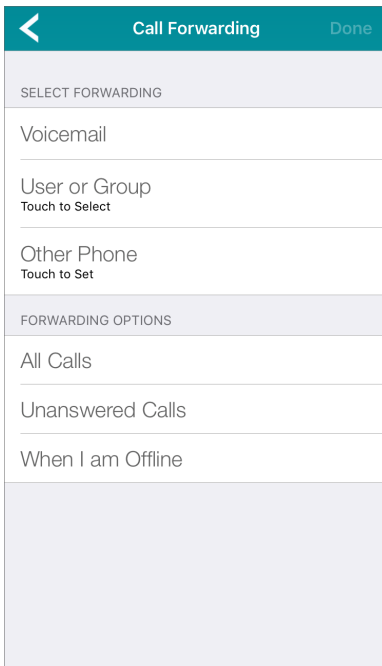 Call Forwarding Done
SELECT FORWARDING
Voicemail
User or Group
Touch to Select
Other Phone
Touch to Set
FORWARDING OPTIONS
All Calls
Unanswered Calls
When I am Offline